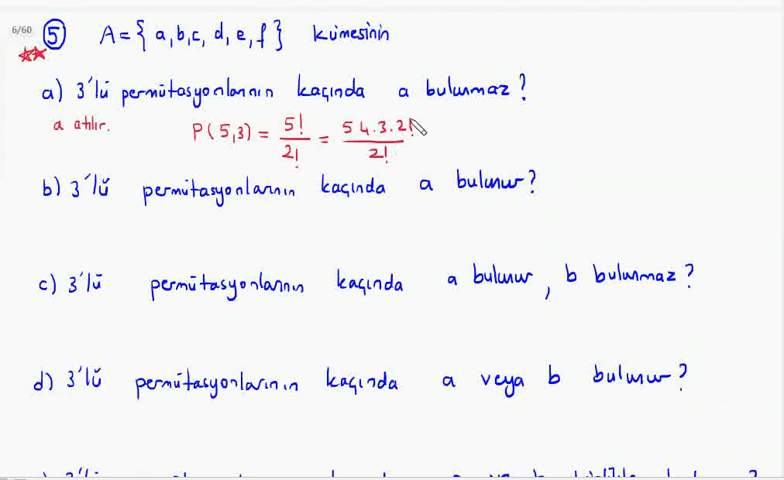 6/60
5 A={a,b,c,d,e,f} kümesinin
a) 3'lü permütasyonlarının kaçında a bulunmaz?
a atılır. P(5,3) = 5!/2! = 5 4.3.2!/2!
b) 3'lü permütasyonlarının kaçında a bulunur?
c) 3'lü permütasyonlarının kaçında a bulunur, b bulunmaz?
d) 3'lü permütasyonlarının kaçında a veya b bulunur?